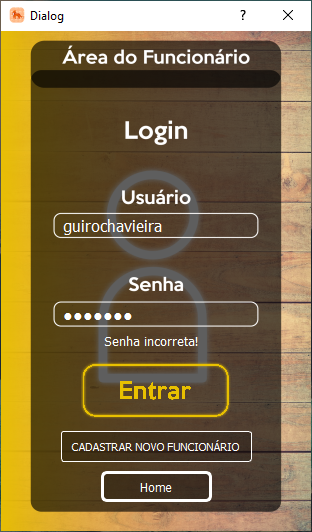 Dialog ?
Área do Funcionário
Login
Usuário
guirochavieira
Senha
●●●●●●●
Senha incorreta!
Entrar
CADASTRAR NOVO FUNCIONÁRIO
Home